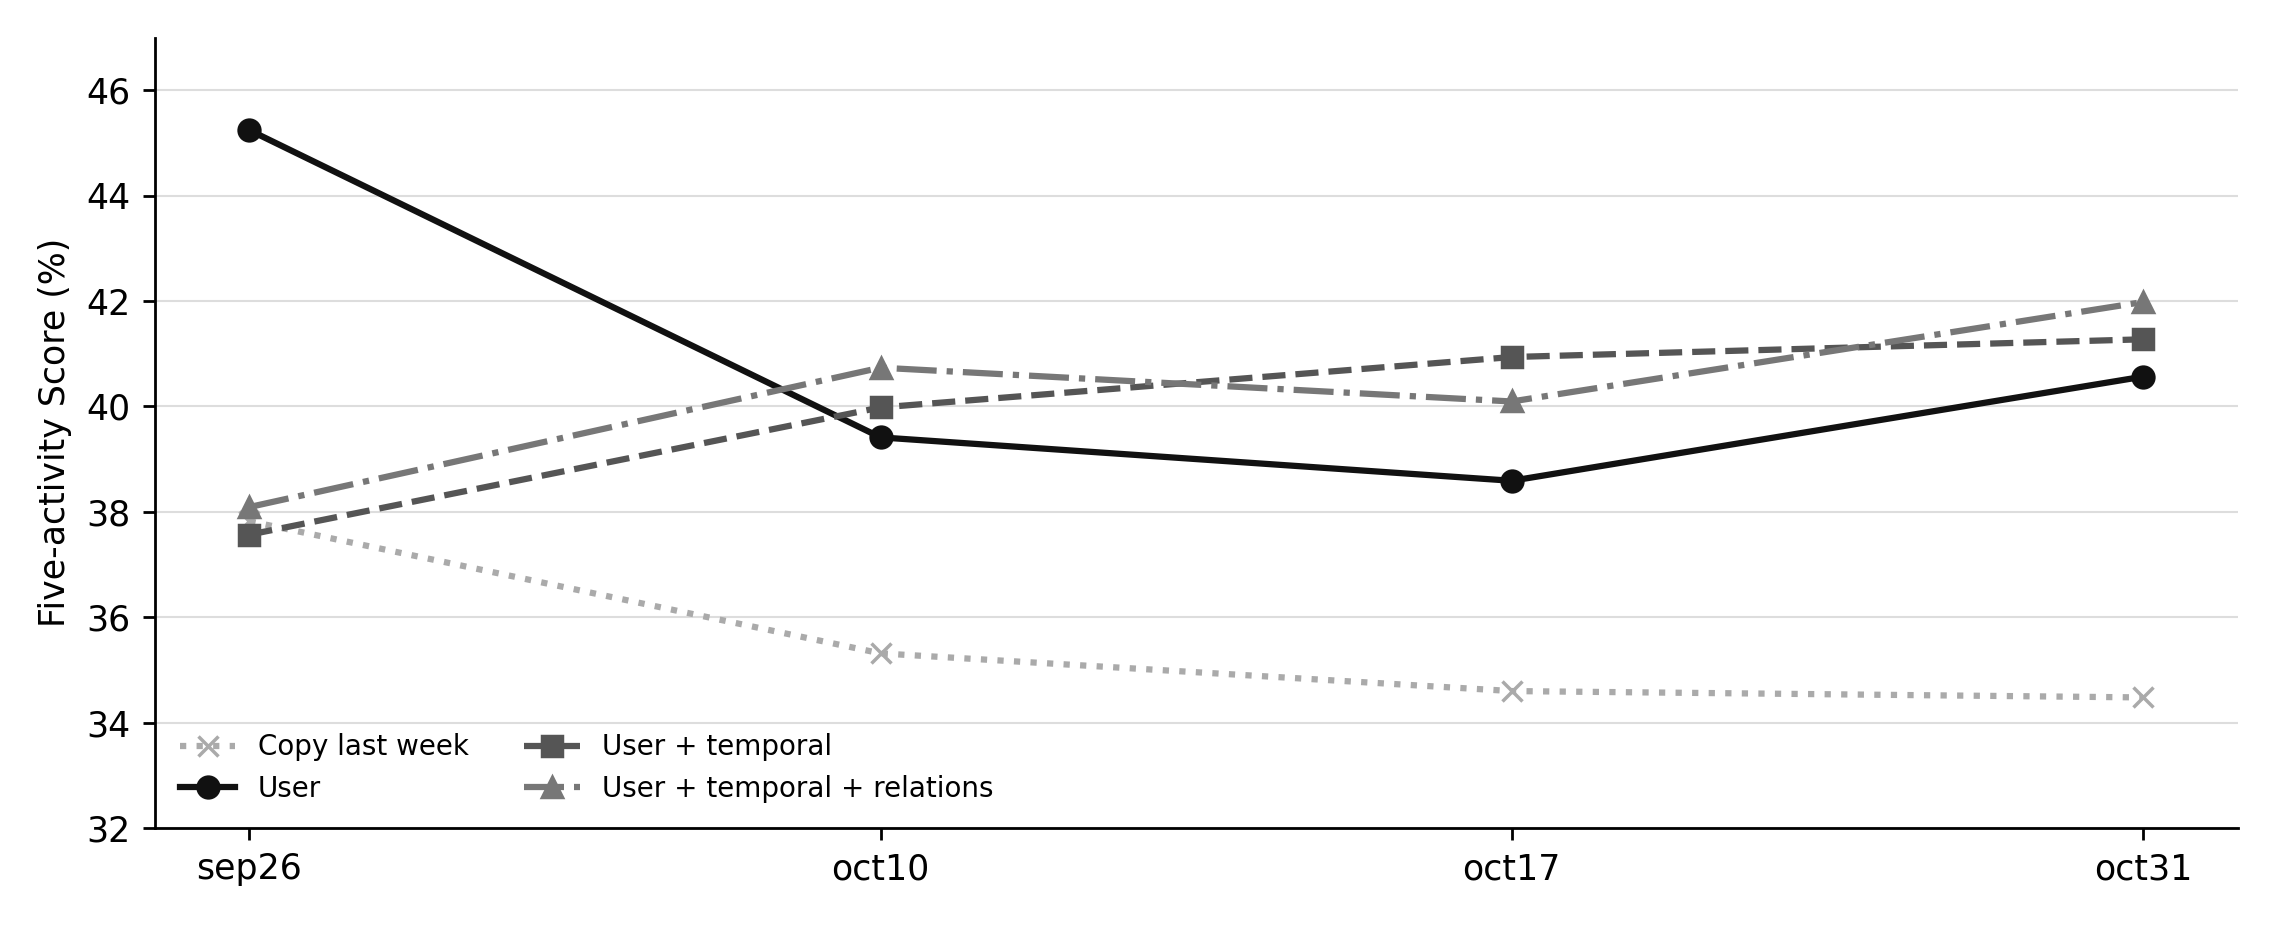 Five-activity Score (%)
46
44
42
40
38
36
34
32
Copy last week
User
User + temporal
User + temporal + relations
sep26 oct10 oct17 oct31